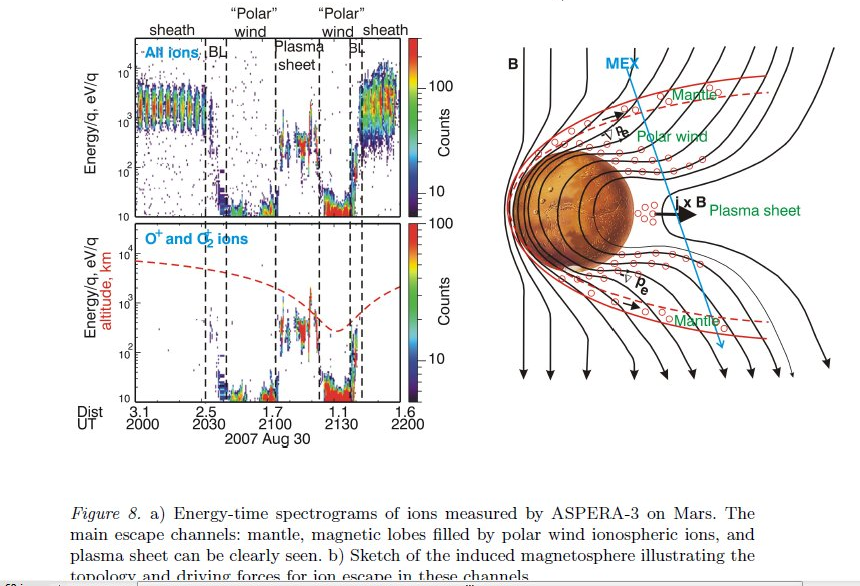 "Polar" "Polar"
sheath wind wind sheath
All ions BL Plasma BL
sheet
10⁴
10³
10²
10
Energy/q, eV/q
100
10
Counts
O⁺ and O₂⁺ ions
10⁴
10³
10²
10
Energy/q, eV/q
altitude, km
100
10
Counts
Dist 3.1 2.5 1.7 1.1 1.6
UT 2000 2030 2100 2130 2200
2007 Aug 30
B
MEX
Mantle
-∇ pe
Polar wind
j x B
Plasma sheet
-∇ pe
Mantle
Figure 8. a) Energy-time spectrograms of ions measured by ASPERA-3 on Mars. The
main escape channels: mantle, magnetic lobes filled by polar wind ionospheric ions, and
plasma sheet can be clearly seen. b) Sketch of the induced magnetosphere illustrating the
topology and driving forces for ion escape in these channels